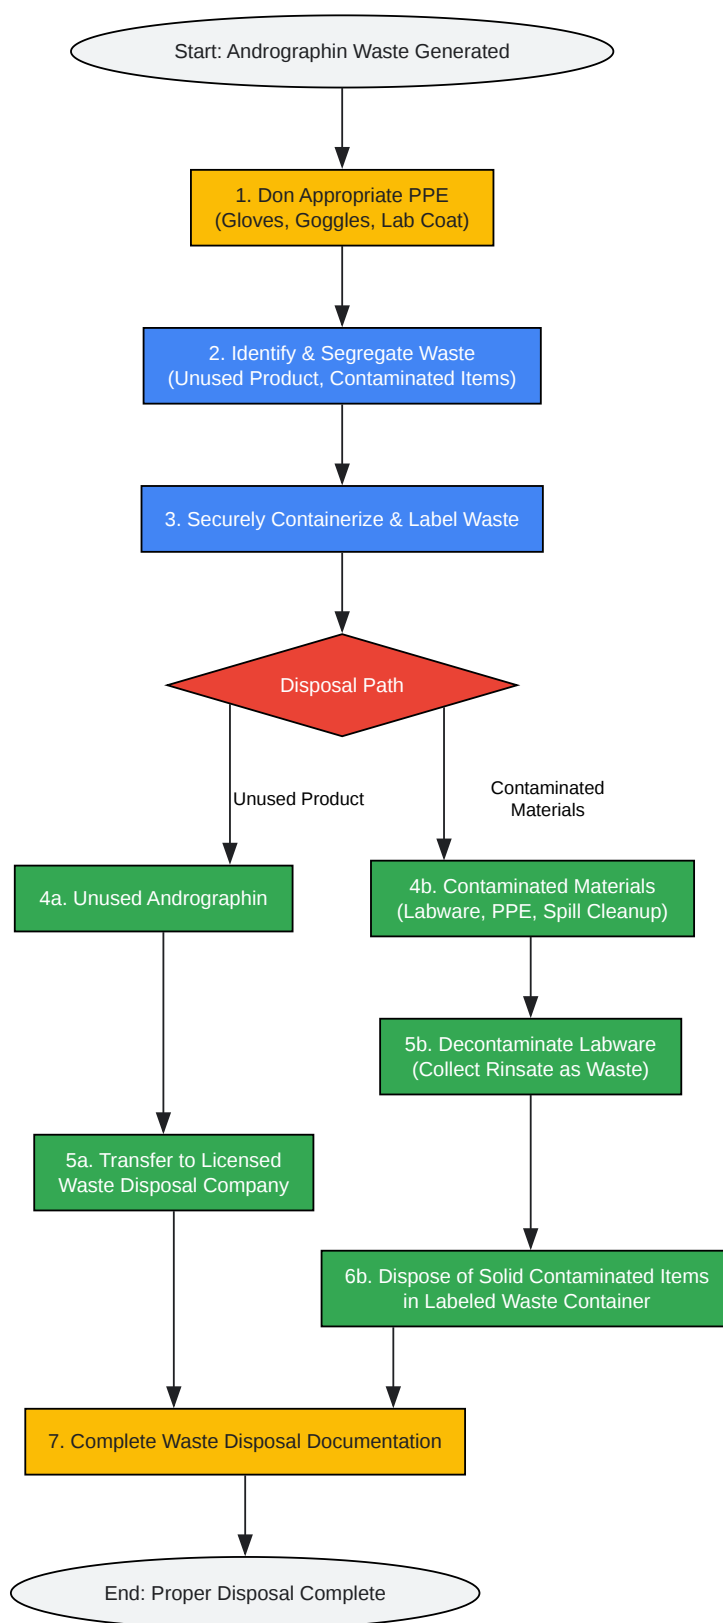 Start: Andrographin Waste Generated
1. Don Appropriate PPE
(Gloves, Goggles, Lab Coat)
2. Identify & Segregate Waste
(Unused Product, Contaminated Items)
3. Securely Containerize & Label Waste
Disposal Path
Unused Product
Contaminated
Materials
4a. Unused Andrographin
4b. Contaminated Materials
(Labware, PPE, Spill Cleanup)
5b. Decontaminate Labware
(Collect Rinsate as Waste)
5a. Transfer to Licensed
Waste Disposal Company
6b. Dispose of Solid Contaminated Items
in Labeled Waste Container
7. Complete Waste Disposal Documentation
End: Proper Disposal Complete